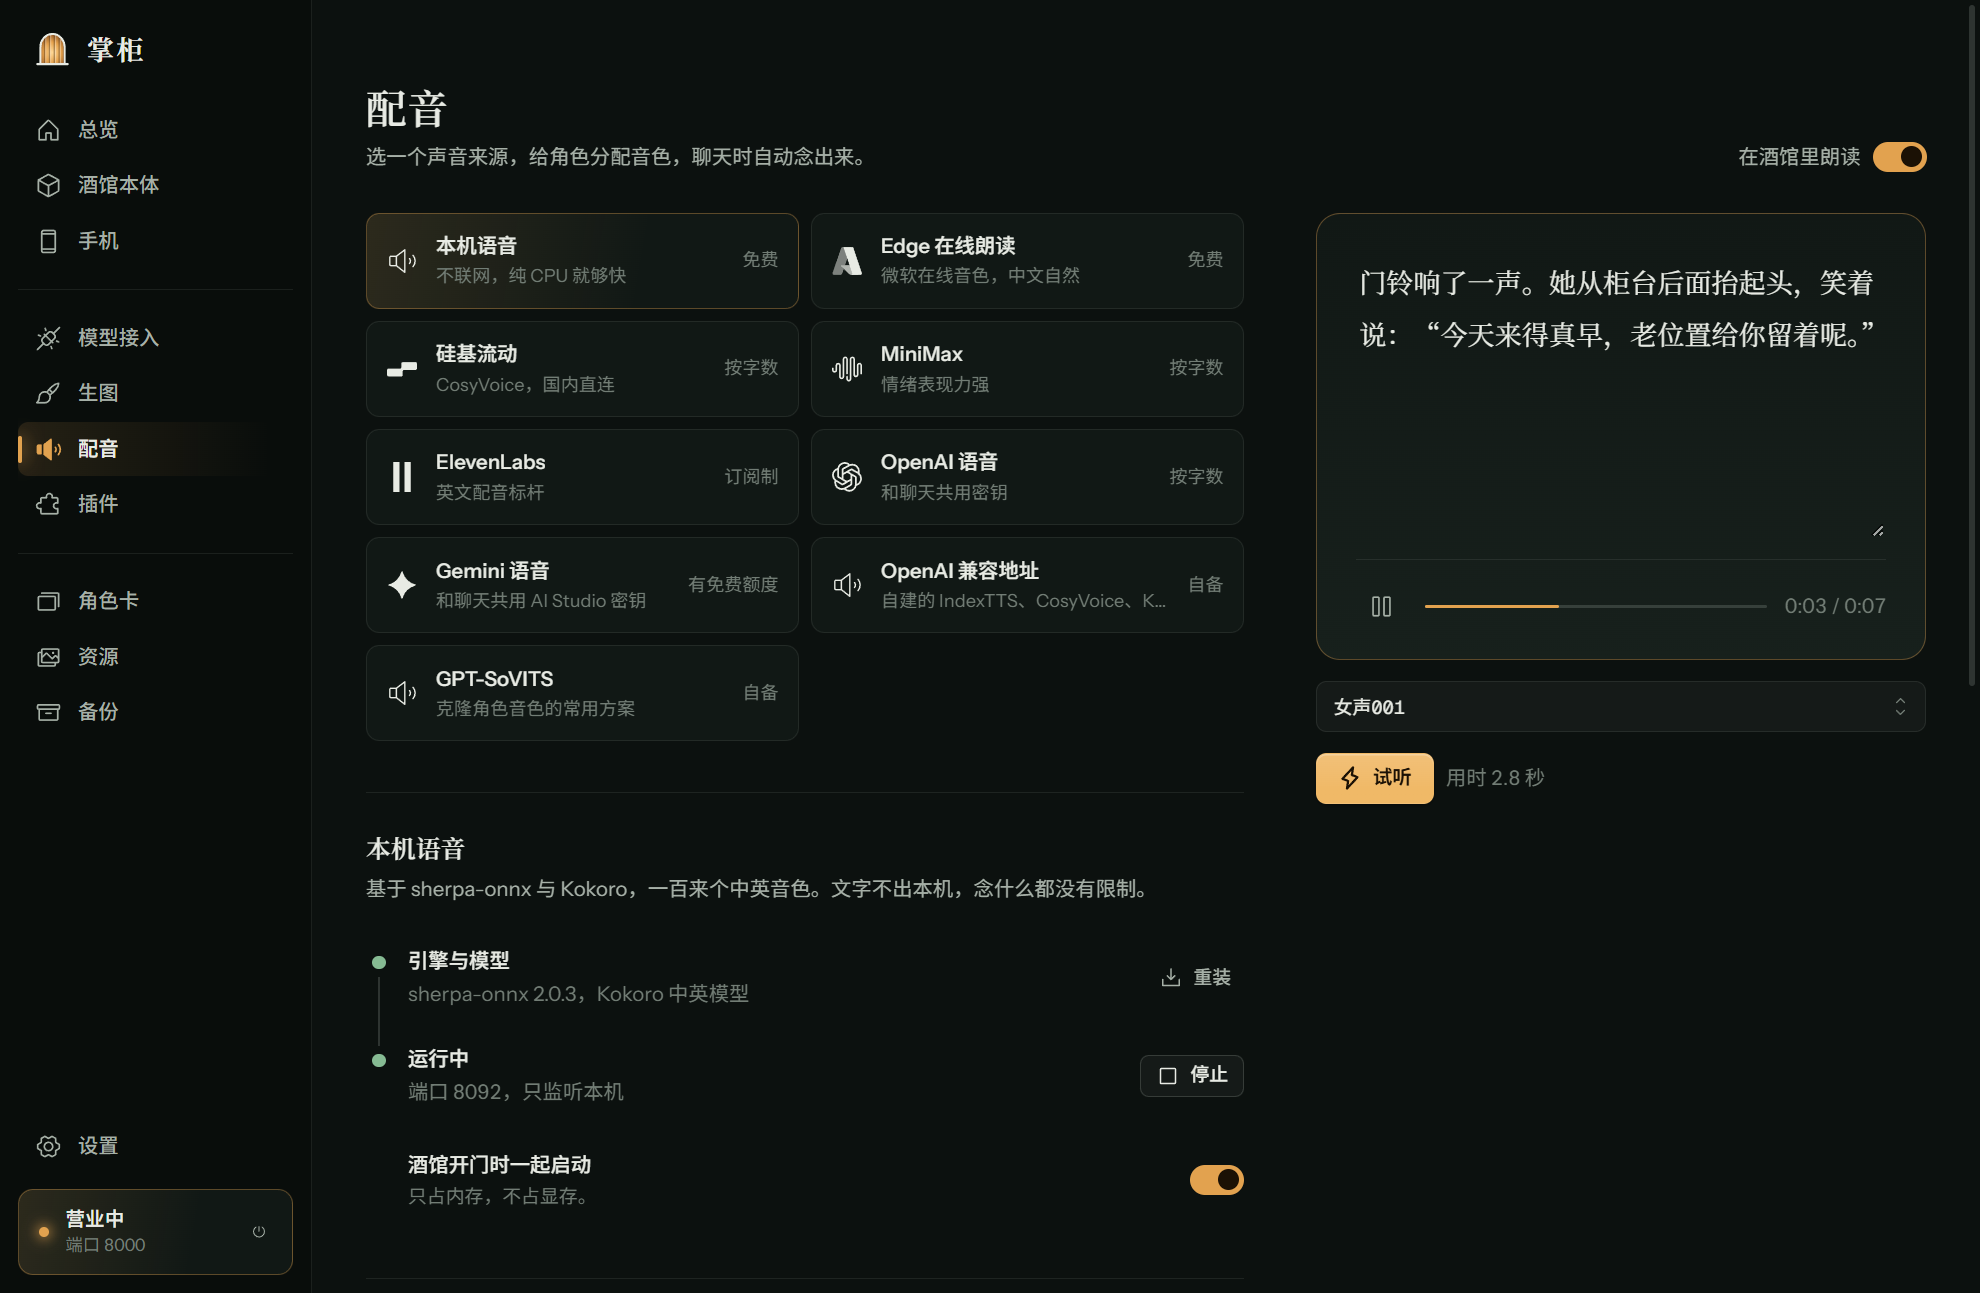 掌柜
总览
酒馆本体
手机
模型接入
生图
配音
插件
角色卡
资源
备份
设置
营业中
端口 8000
配音
选一个声音来源，给角色分配音色，聊天时自动念出来。
在酒馆里朗读
本机语音
不联网，纯 CPU 就够快
免费
Edge 在线朗读
微软在线音色，中文自然
免费
硅基流动
CosyVoice，国内直连
按字数
MiniMax
情绪表现力强
按字数
ElevenLabs
英文配音标杆
订阅制
OpenAI 语音
和聊天共用密钥
按字数
Gemini 语音
和聊天共用 AI Studio 密钥
有免费额度
OpenAI 兼容地址
自建的 IndexTTS、CosyVoice、K...
自备
GPT-SoVITS
克隆角色音色的常用方案
自备
门铃响了一声。她从柜台后面抬起头，笑着
说：“今天来得真早，老位置给你留着呢。”
0:03 / 0:07
女声001
试听
用时 2.8 秒
本机语音
基于 sherpa-onnx 与 Kokoro，一百来个中英音色。文字不出本机，念什么都没有限制。
引擎与模型
sherpa-onnx 2.0.3，Kokoro 中英模型
重装
运行中
端口 8092，只监听本机
停止
酒馆开门时一起启动
只占内存，不占显存。